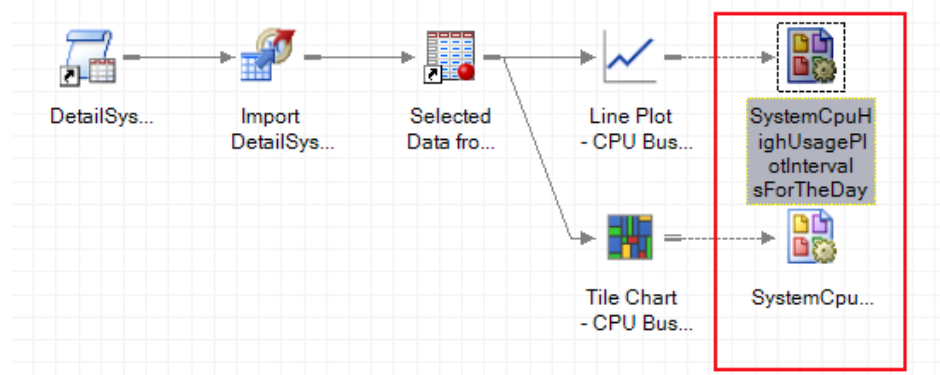 DetailSys...
Import
DetailSys...
Selected
Data fro...
Line Plot
- CPU Bus...
SystemCpuH
ighUsagePl
otInterval
sForTheDay
Tile Chart
- CPU Bus...
SystemCpu...